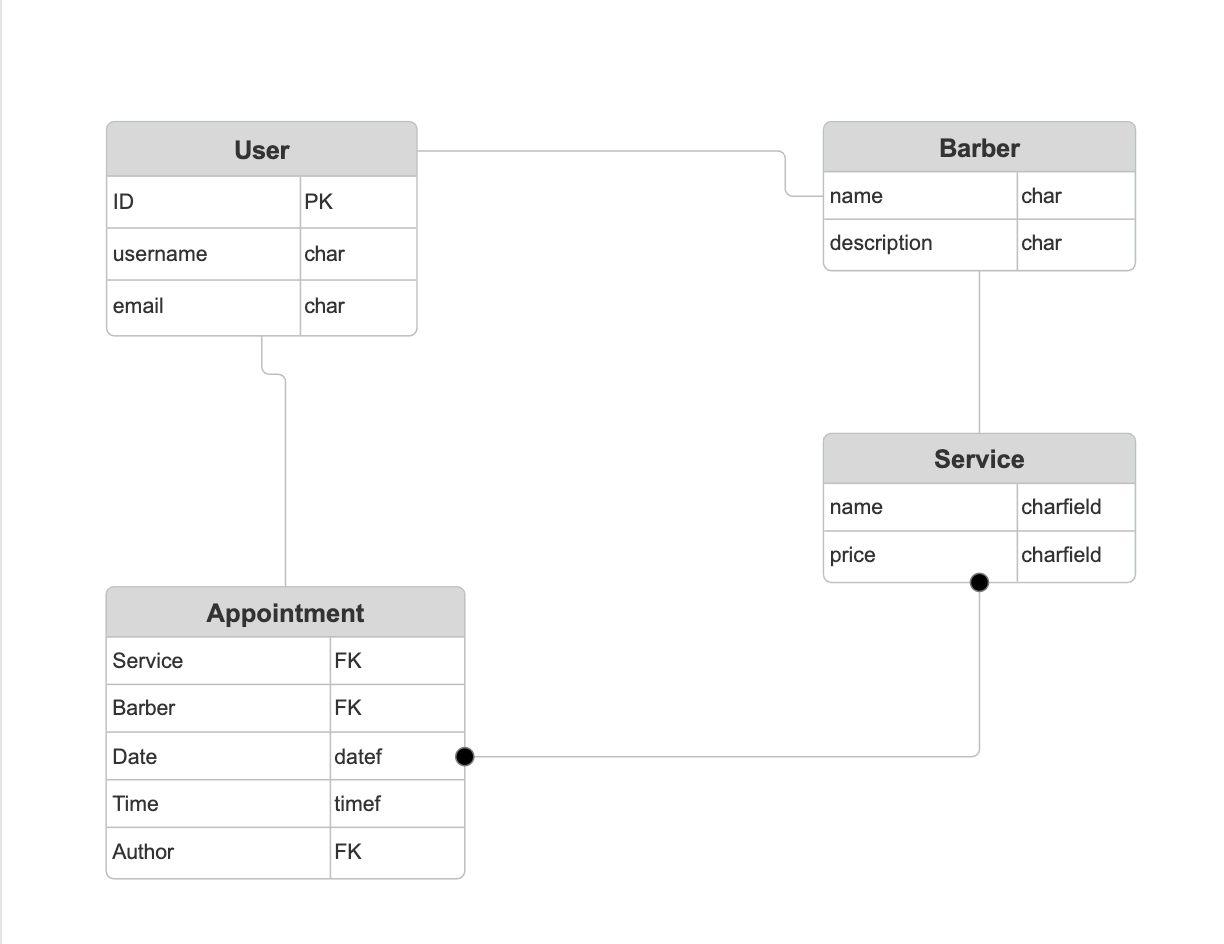 User
ID PK
username char
email char
Barber
name char
description char
Service
name charfield
price charfield
Appointment
Service FK
Barber FK
Date datef
Time timef
Author FK